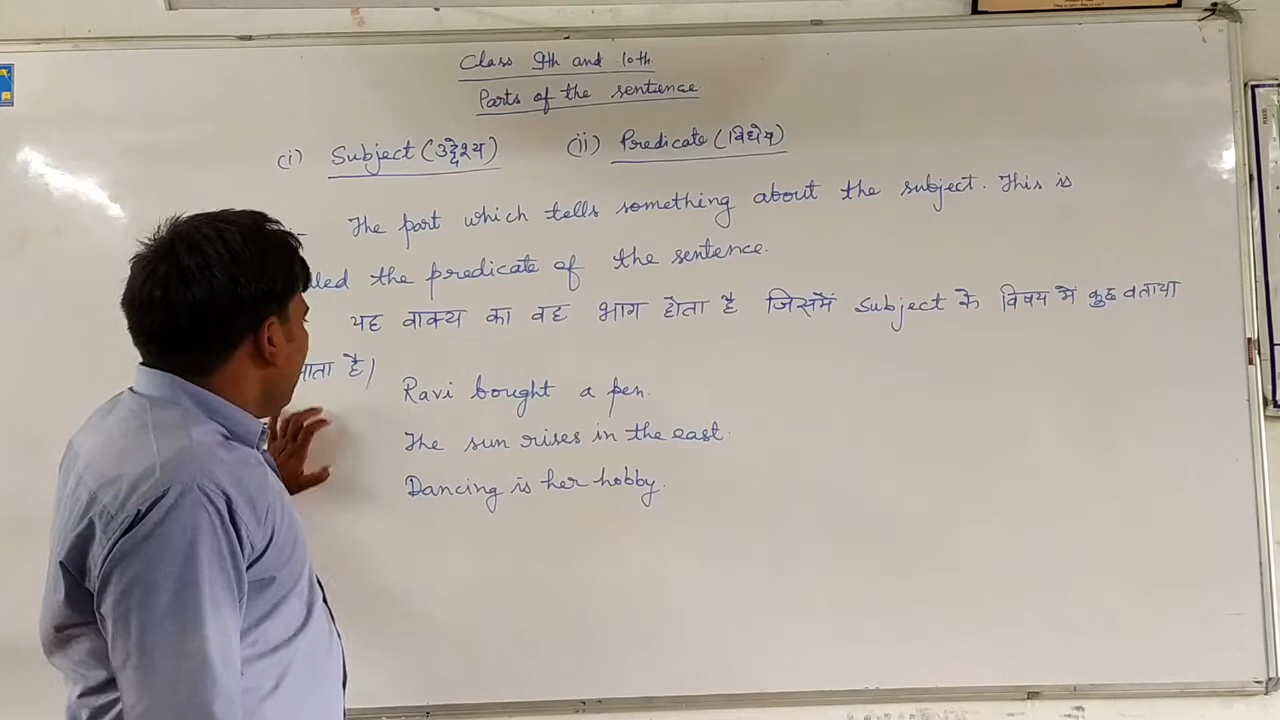 Class 9th and 10th.
Parts of the sentence
(i) Subject (उद्देश्य) (ii) Predicate (विधेय)
The part which tells something about the subject. This is
the predicate of the sentence.
यह वाक्य का वह भाग होता है जिसमें subject के विषय में कुछ बताया
है।
Ravi bought a pen.
The sun rises in the east.
Dancing is her hobby.